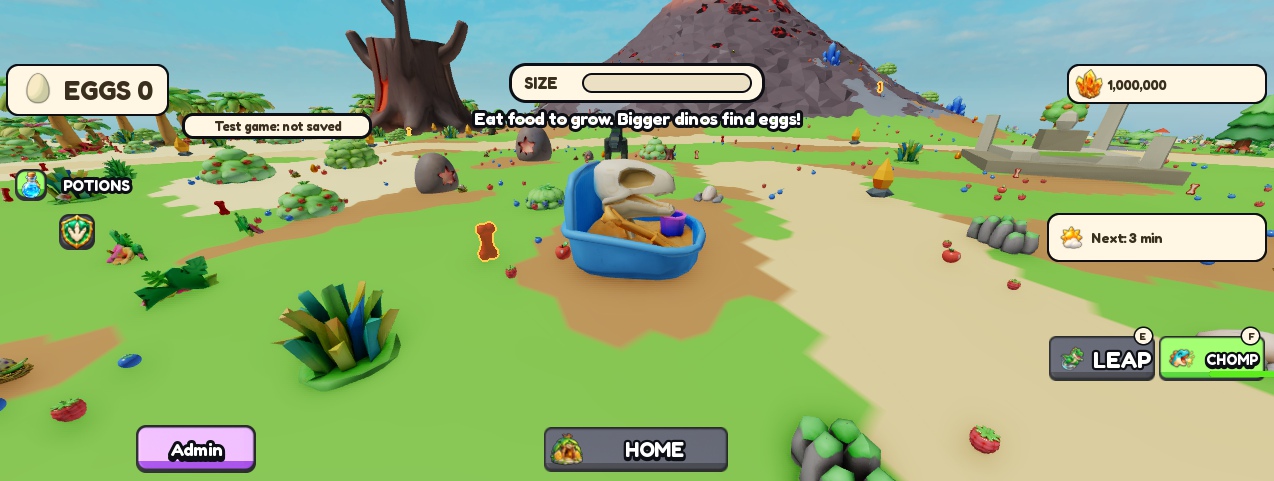 EGGS 0
SIZE
1,000,000
Test game: not saved
Eat food to grow. Bigger dinos find eggs!
POTIONS
Next: 3 min
E
LEAP
F
CHOMP
Admin
HOME